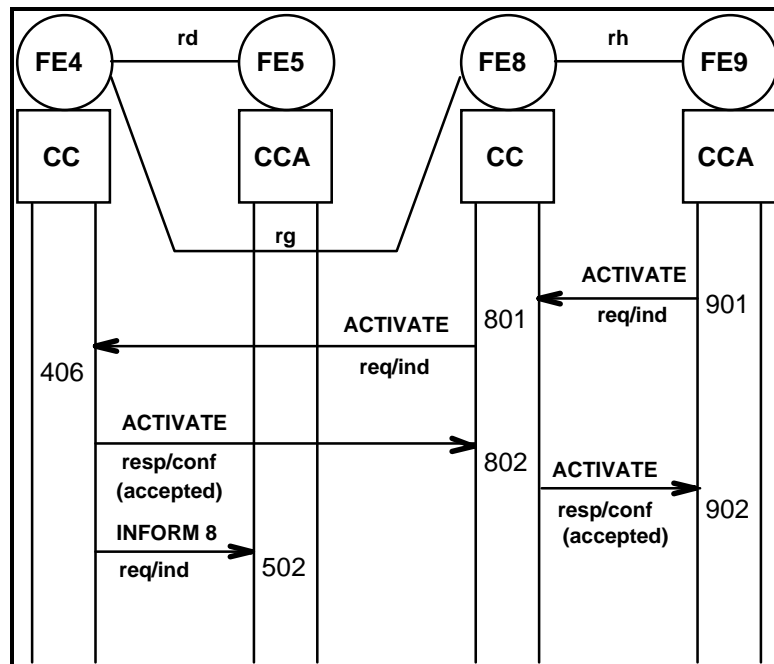 rd
rh
FE4
FE5
FE8
FE9
CC
CCA
CC
CCA
rg
ACTIVATE
req/ind
801
901
ACTIVATE
req/ind
406
ACTIVATE
resp/conf
(accepted)
802
ACTIVATE
resp/conf
(accepted)
902
INFORM 8
req/ind
502